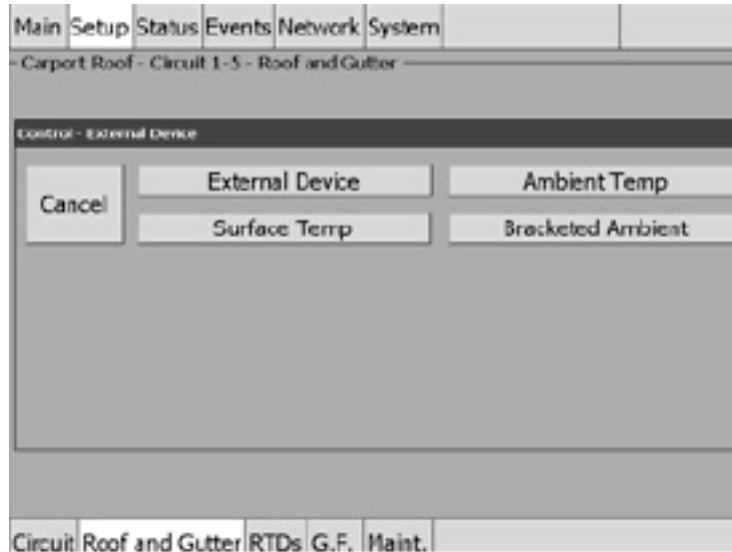 Main Setup Status Events Network System
Carport Roof - Circuit 1-5 - Roof and Gutter
Control - External Device
Cancel
External Device
Ambient Temp
Surface Temp
Bracketed Ambient
Circuit Roof and Gutter RTDs G.F. Maint.